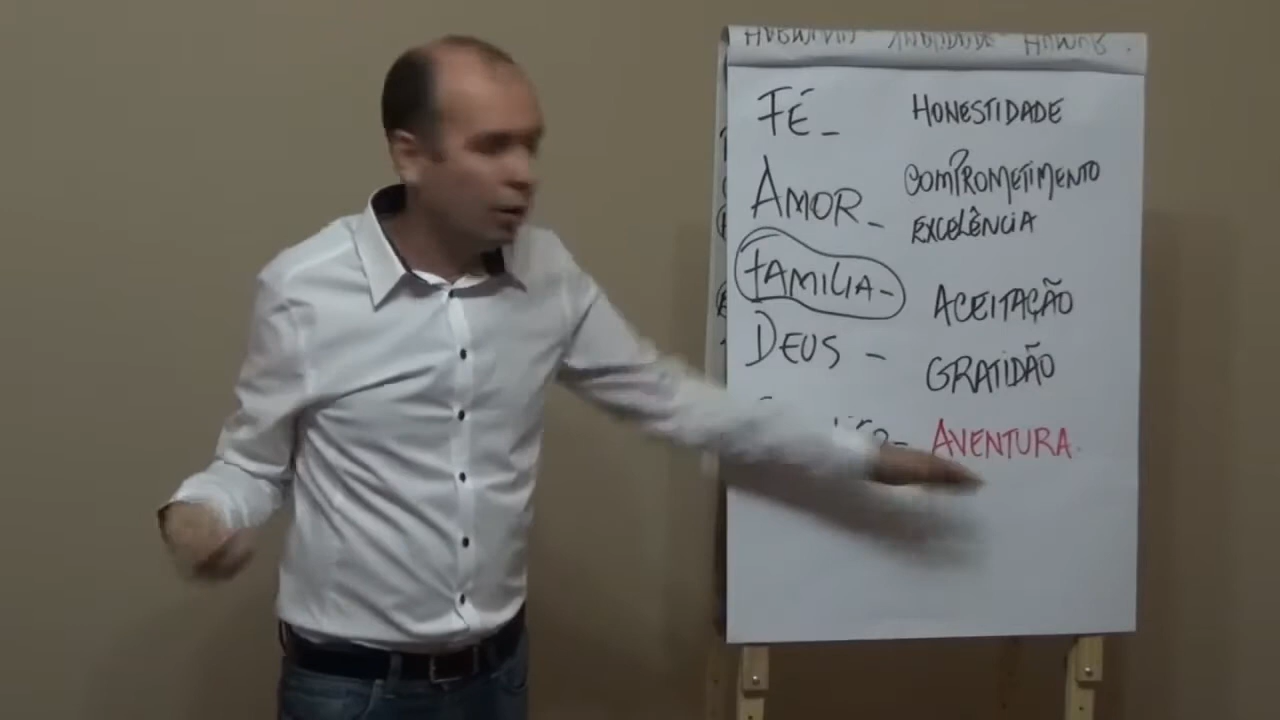 FÉ -
AMOR -
FAMILIA -
DEUS -
HONESTIDADE
COMPROMETIMENTO
EXCELÊNCIA
ACEITAÇÃO
GRATIDÃO
AVENTURA.